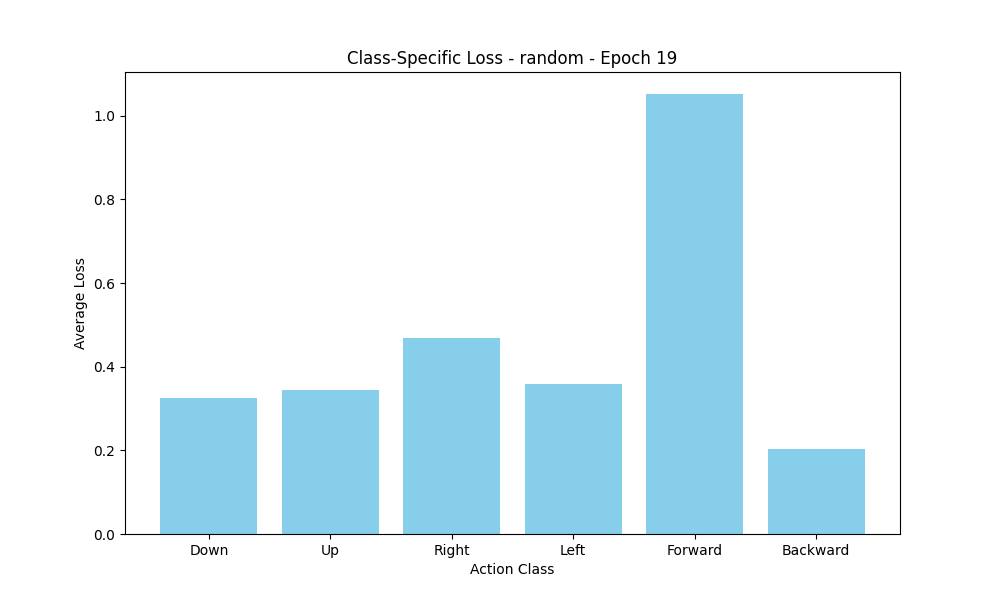 Class-Specific Loss - random - Epoch 19
Average Loss
1.0
0.8
0.6
0.4
0.2
0.0
Down Up Right Left Forward Backward
Action Class